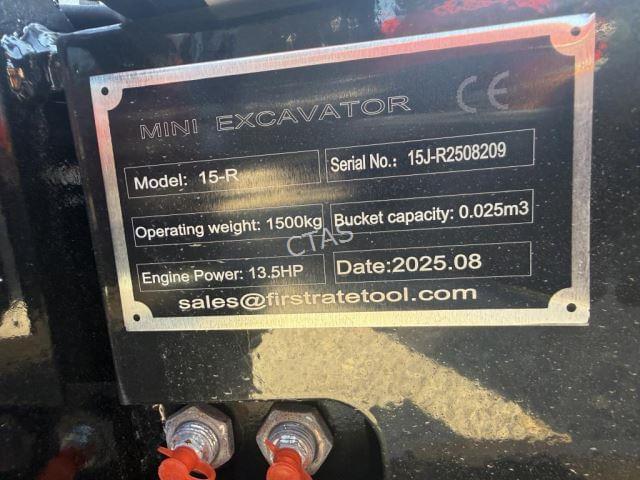 MINI EXCAVATOR CE
Model: 15-R
Serial No.: 15J-R2508209
Operating weight: 1500kg
Bucket capacity: 0.025m3
CTAS
Engine Power: 13.5HP
Date:2025.08
sales@firstratetool.com